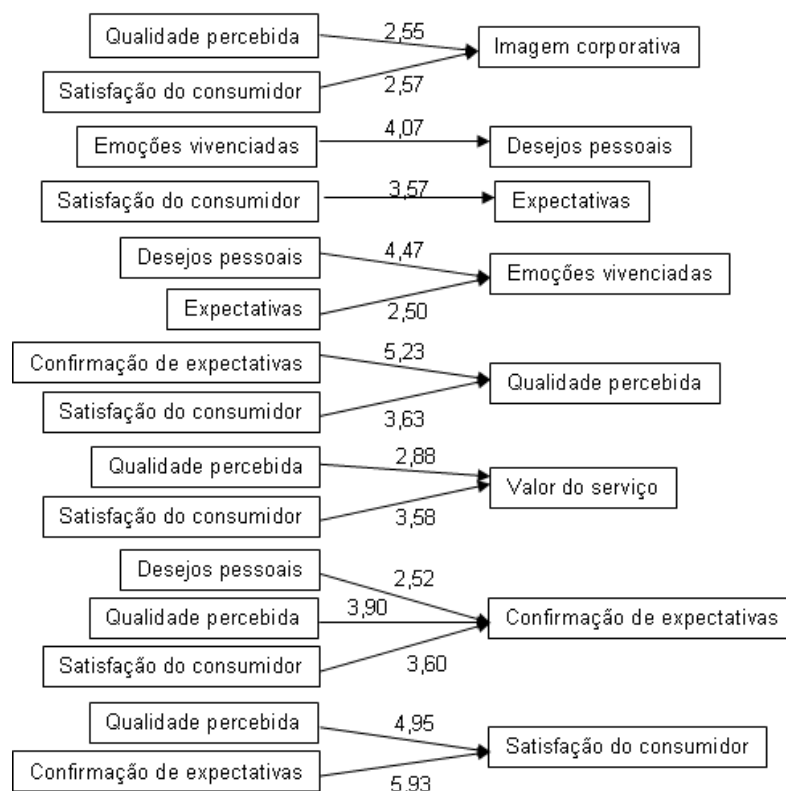 Qualidade percebida
2,55
Imagem corporativa
Satisfação do consumidor
2,57
Emoções vivenciadas
4,07
Desejos pessoais
Satisfação do consumidor
3,57
Expectativas
Desejos pessoais
4,47
Emoções vivenciadas
Expectativas
2,50
Confirmação de expectativas
5,23
Qualidade percebida
Satisfação do consumidor
3,63
Qualidade percebida
2,88
Valor do serviço
Satisfação do consumidor
3,58
Desejos pessoais
2,52
Qualidade percebida
3,90
Confirmação de expectativas
Satisfação do consumidor
3,60
Qualidade percebida
4,95
Satisfação do consumidor
Confirmação de expectativas
5,93